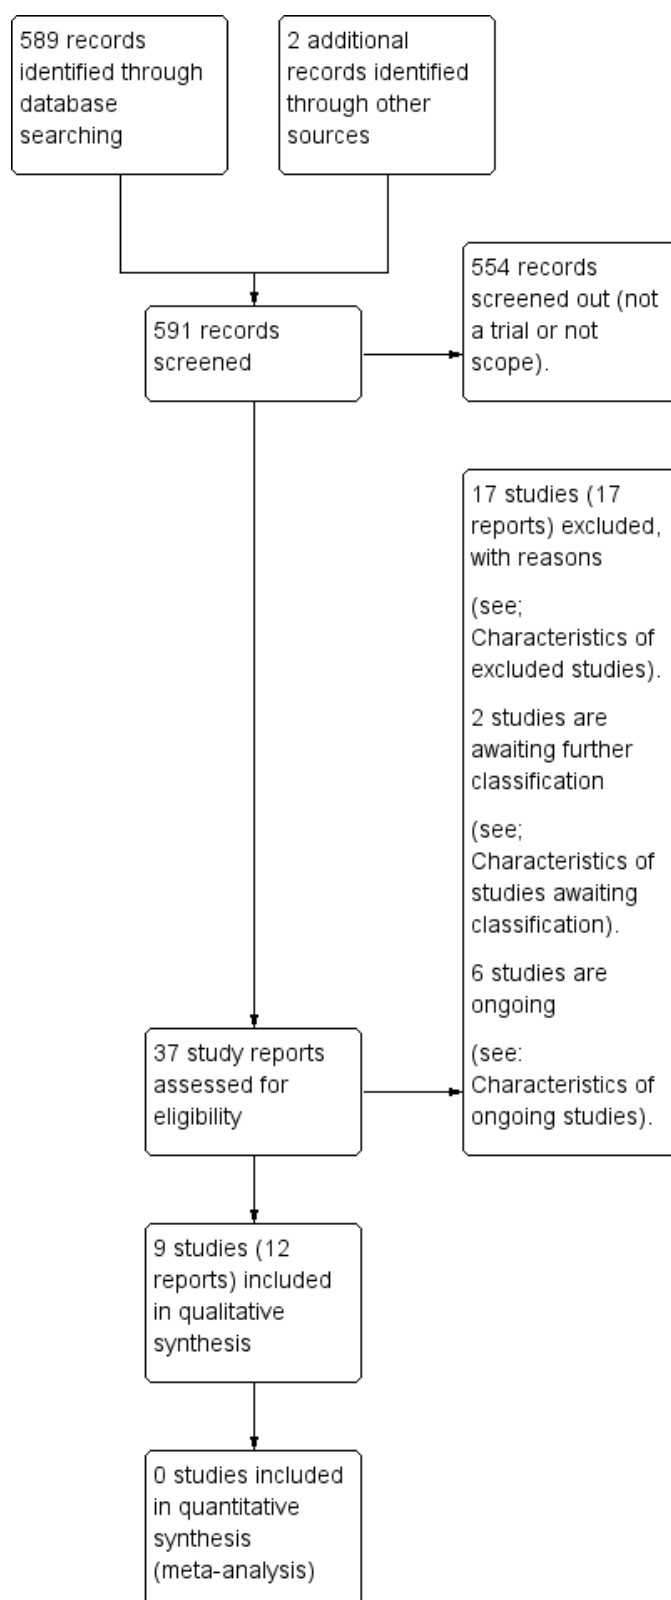 589 records
identified through
database
searching
2 additional
records identified
through other
sources
554 records
screened out (not
a trial or not
scope).
591 records
screened
17 studies (17
reports) excluded,
with reasons
(see;
Characteristics of
excluded studies).
2 studies are
awaiting further
classification
(see;
Characteristics of
studies awaiting
classification).
6 studies are
ongoing
(see:
Characteristics of
ongoing studies).
37 study reports
assessed for
eligibility
9 studies (12
reports) included
in qualitative
synthesis
0 studies included
in quantitative
synthesis
(meta-analysis)